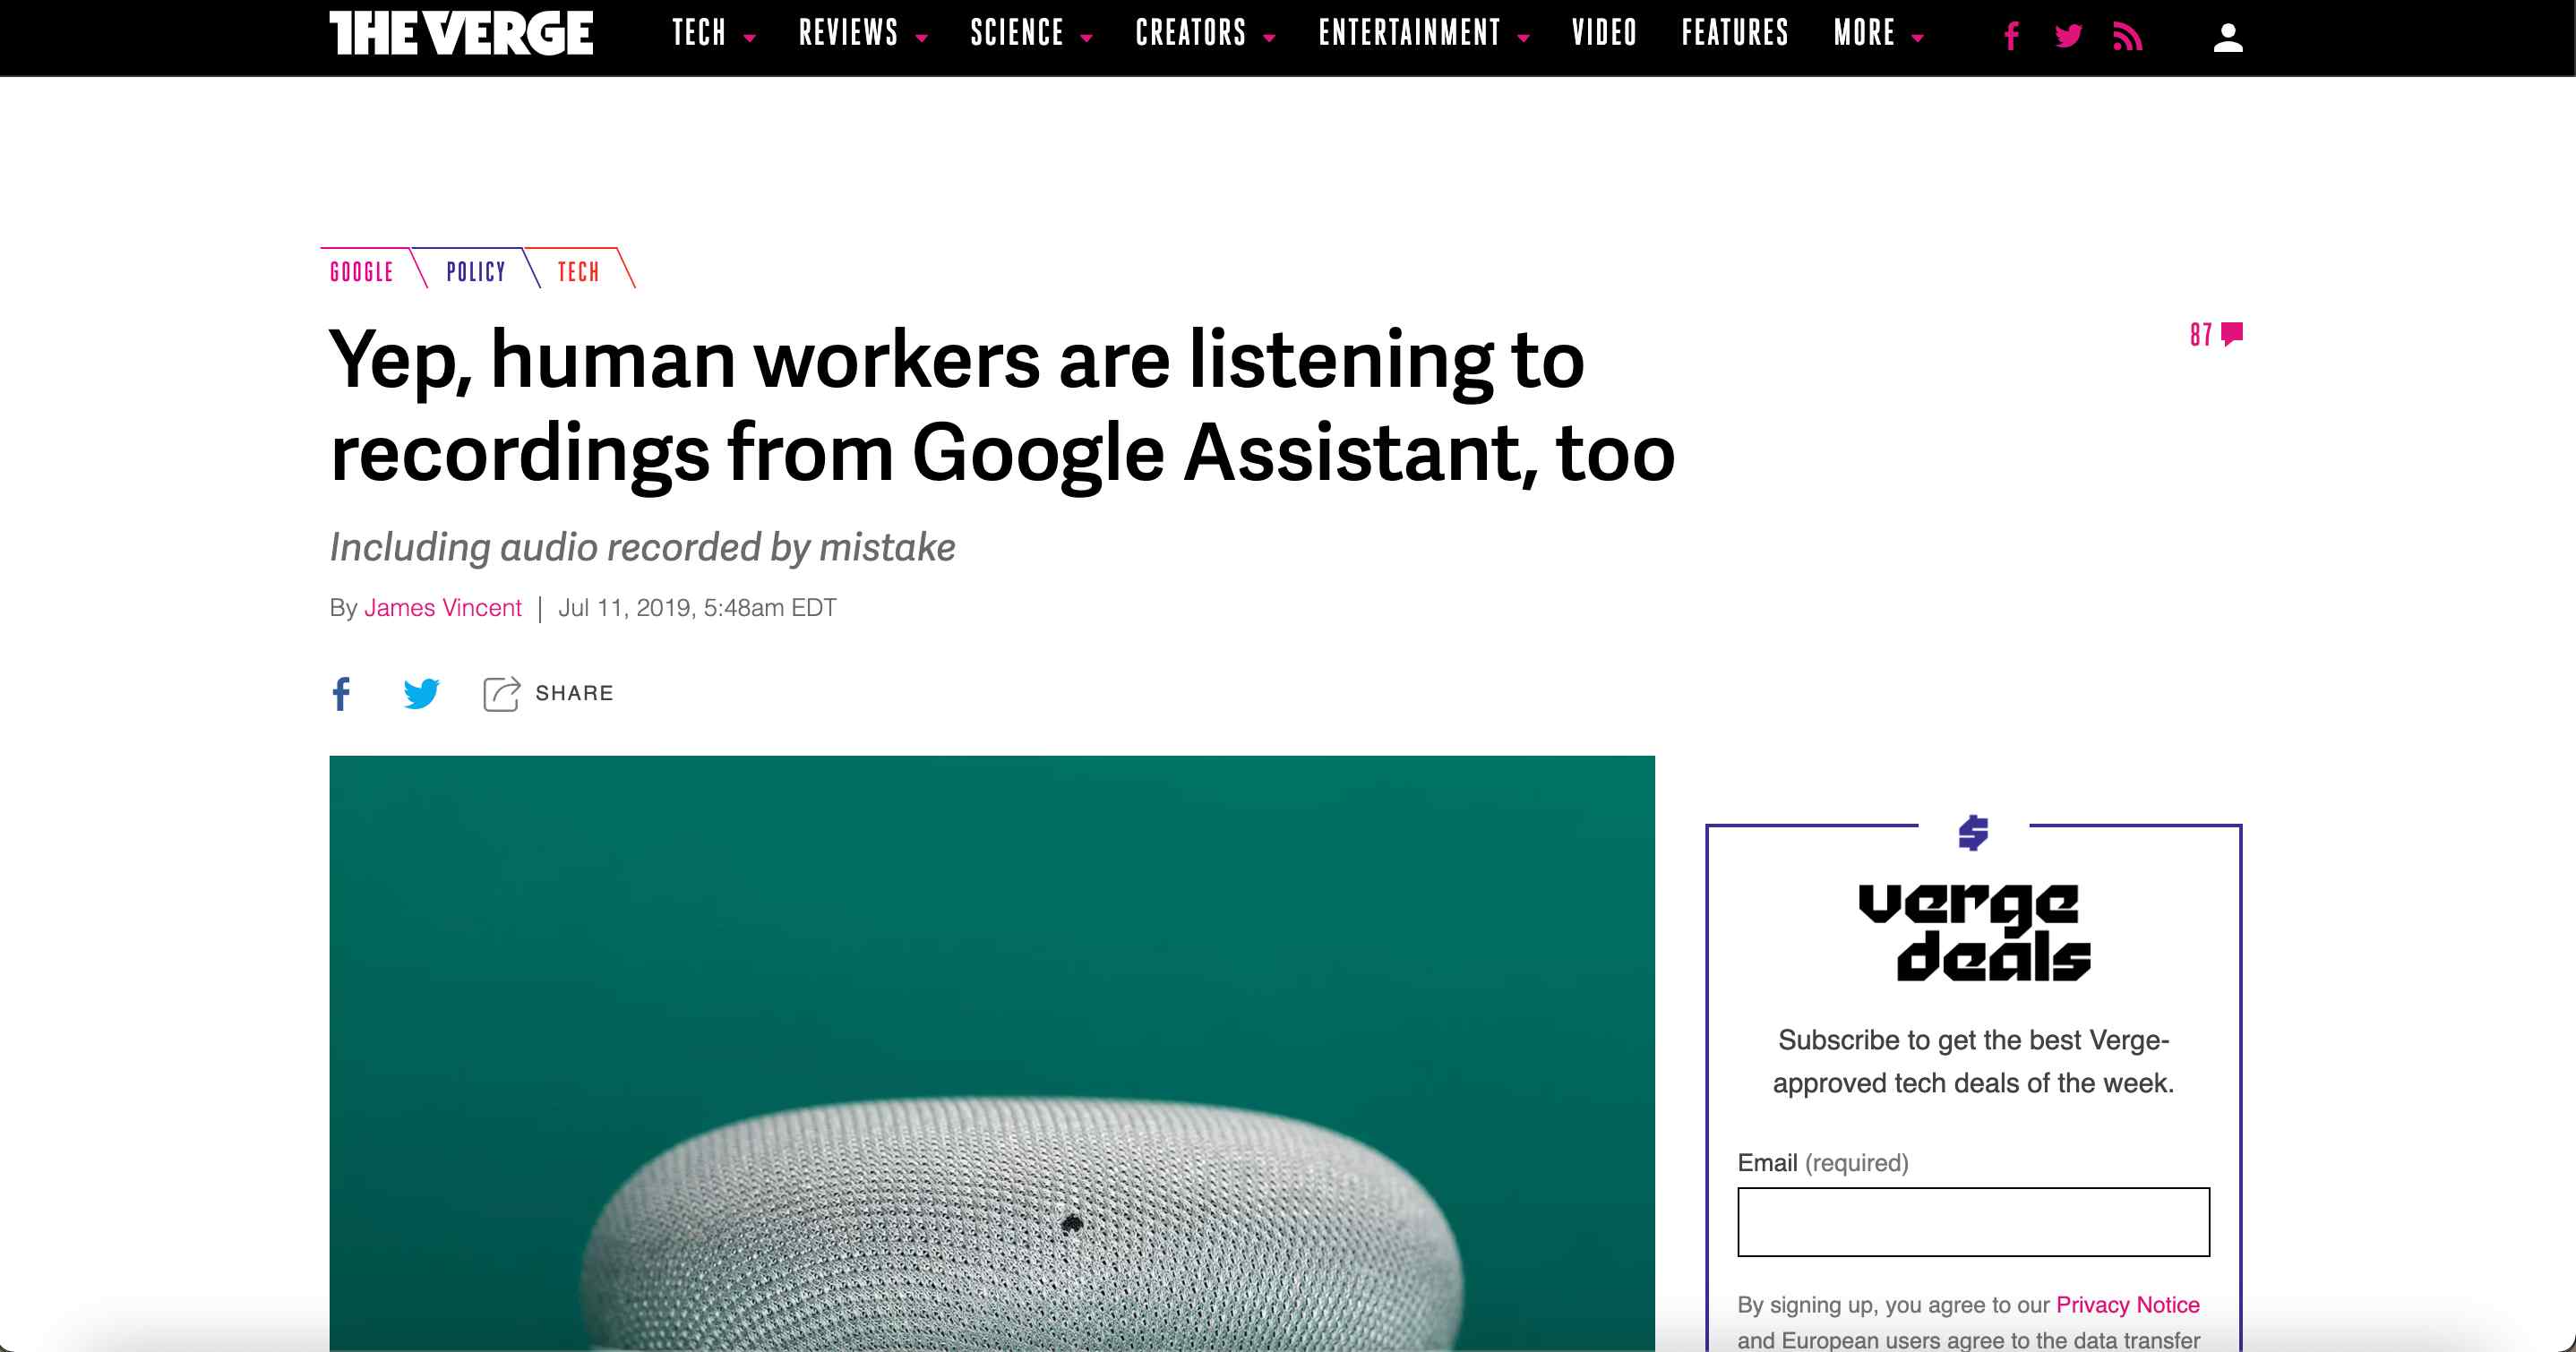 THE VERGE TECH REVIEWS SCIENCE CREATORS ENTERTAINMENT VIDEO FEATURES MORE
GOOGLE POLICY TECH
Yep, human workers are listening to
recordings from Google Assistant, too
87
Including audio recorded by mistake
By James Vincent | Jul 11, 2019, 5:48am EDT
SHARE
verge
deals
Subscribe to get the best Verge-
approved tech deals of the week.
Email (required)
By signing up, you agree to our Privacy Notice
and European users agree to the data transfer